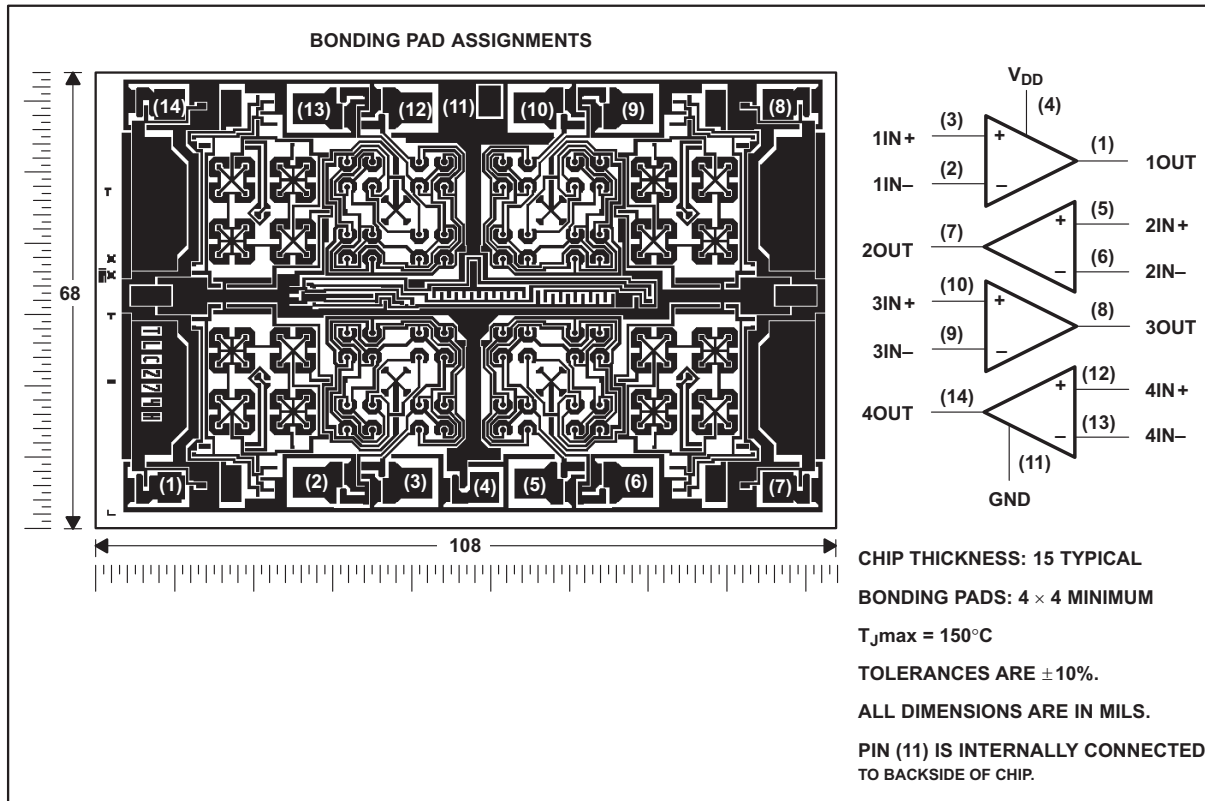 BONDING PAD ASSIGNMENTS
(14)
(13)
(12)
(11)
(10)
(9)
(8)
68
TLC274H
(1)
(2)
(3)
(4)
(5)
(6)
(7)
108
VDD
(4)
1IN+
(3)
+
(1)
1OUT
1IN–
(2)
–
+
(5)
2IN+
2OUT
(7)
–
(6)
2IN–
3IN+
(10)
+
(8)
3OUT
3IN–
(9)
–
+
(12)
4IN+
4OUT
(14)
–
(13)
4IN–
(11)
GND
CHIP THICKNESS: 15 TYPICAL
BONDING PADS: 4 × 4 MINIMUM
TJmax = 150°C
TOLERANCES ARE ±10%.
ALL DIMENSIONS ARE IN MILS.
PIN (11) IS INTERNALLY CONNECTED
TO BACKSIDE OF CHIP.